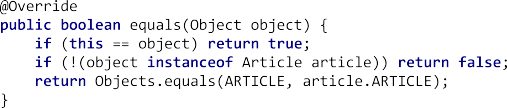 @Override
public boolean equals(Object object) {
    if (this == object) return true;
    if (!(object instanceof Article article)) return false;
    return Objects.equals(ARTICLE, article.ARTICLE);
}